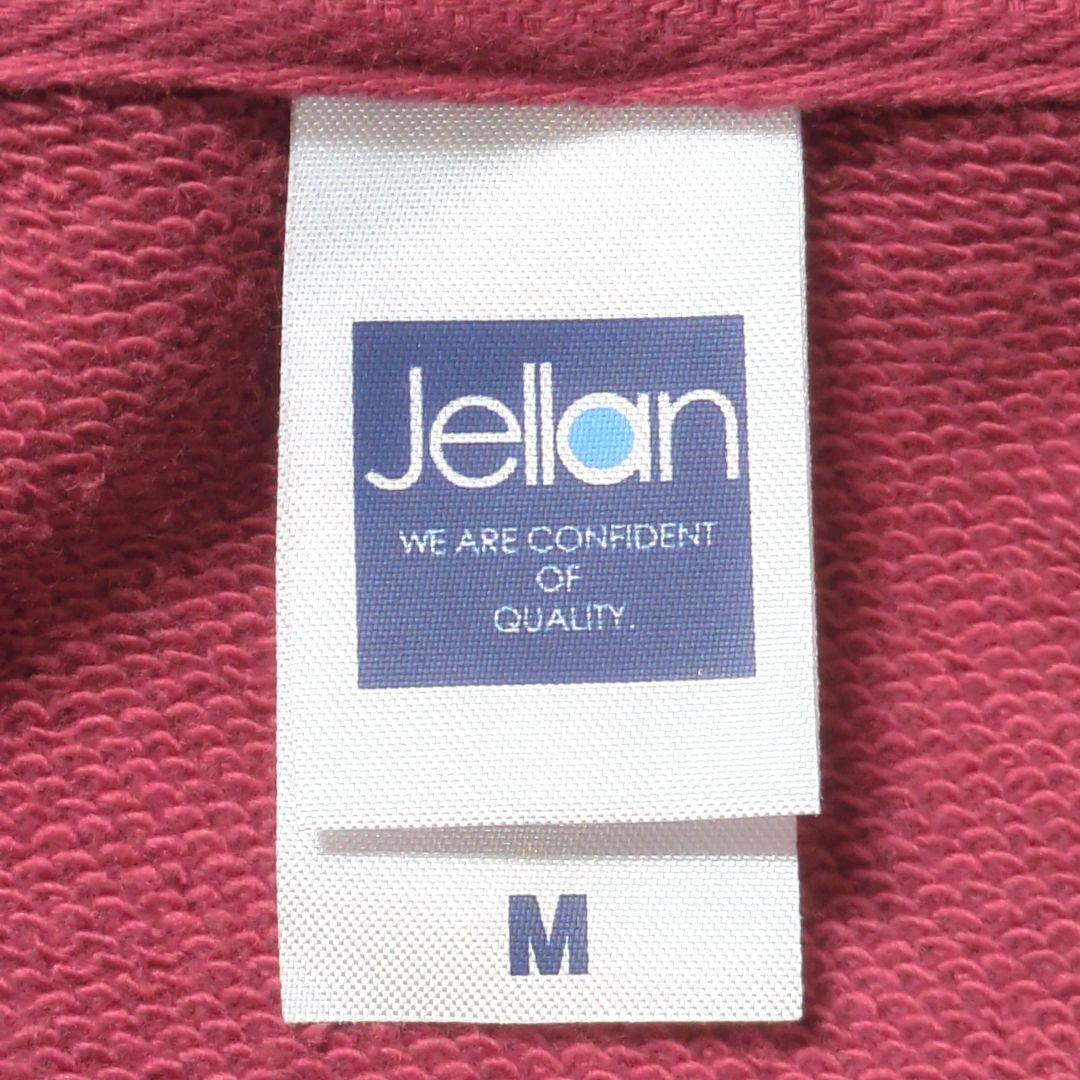 Jellan
WE ARE CONFIDENT
OF
QUALITY.
M